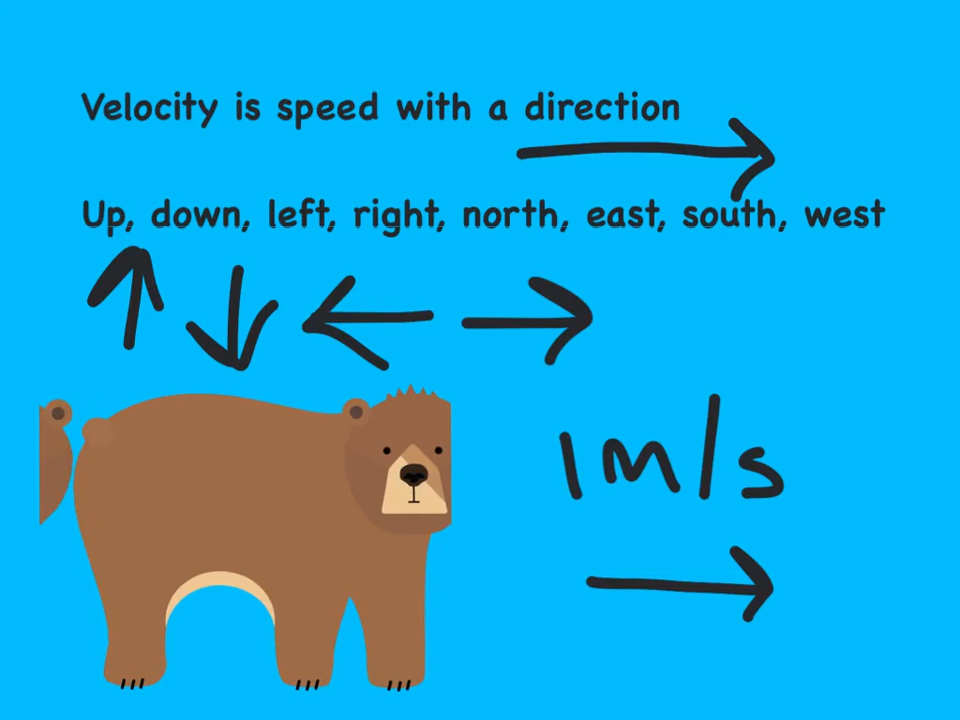 Velocity is speed with a direction
Up, down, left, right, north, east, south, west
1m/s